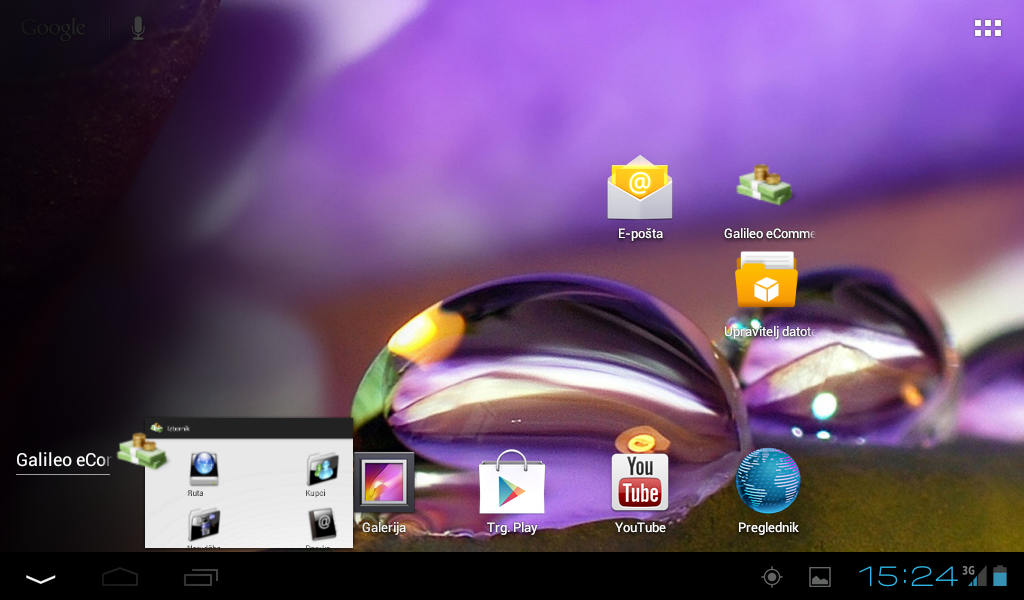 Google
E-pošta
Galileo eComme
Upravitelj datote
Izbornik
Galileo eCor
Ruta
Kupci
You
Tube
Galerija
Trg. Play
YouTube
Preglednik
15:24
3G